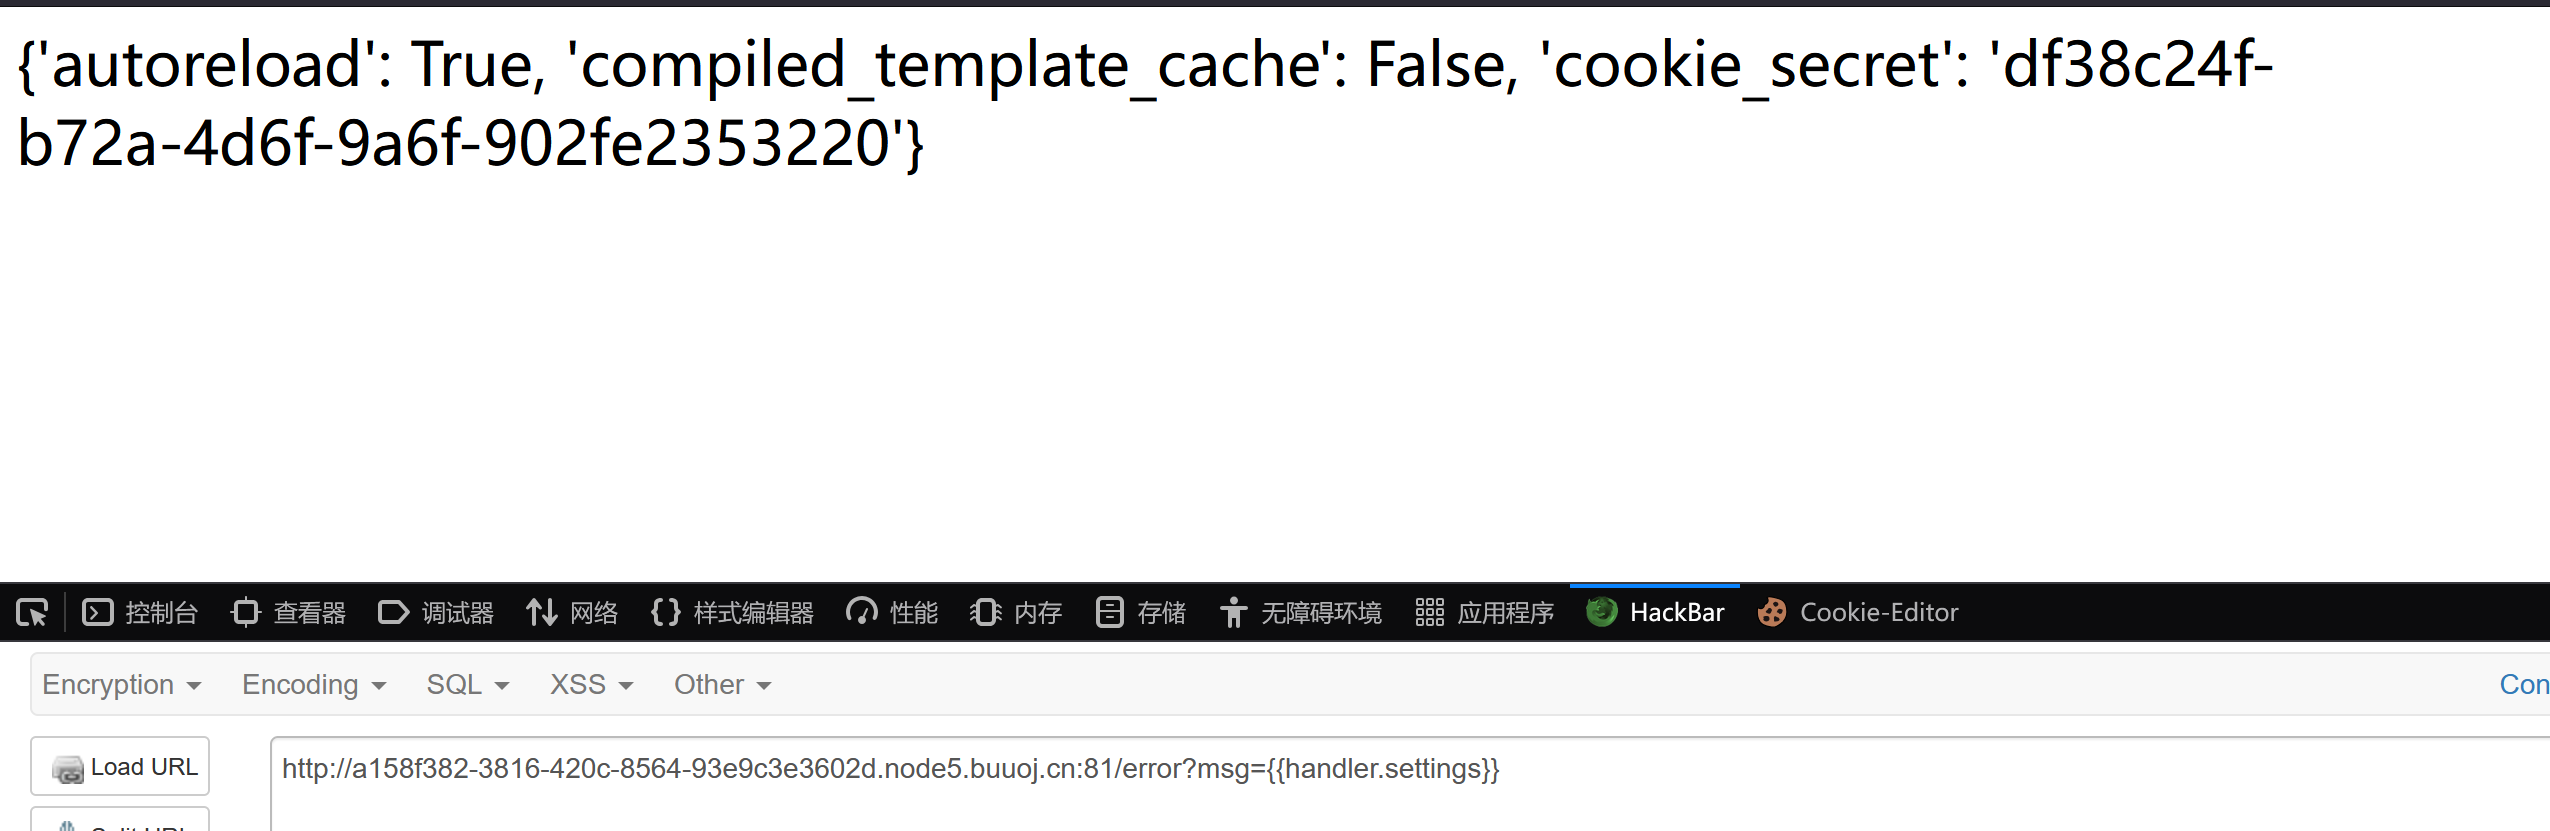 {'autoreload': True, 'compiled_template_cache': False, 'cookie_secret': 'df38c24f-
b72a-4d6f-9a6f-902fe2353220'}
控制台 查看器 调试器 网络 样式编辑器 性能 内存 存储 无障碍环境 应用程序 HackBar Cookie-Editor
Encryption Encoding SQL XSS Other Con
Load URL http://a158f382-3816-420c-8564-93e9c3e3602d.node5.buuoj.cn:81/error?msg={{handler.settings}}